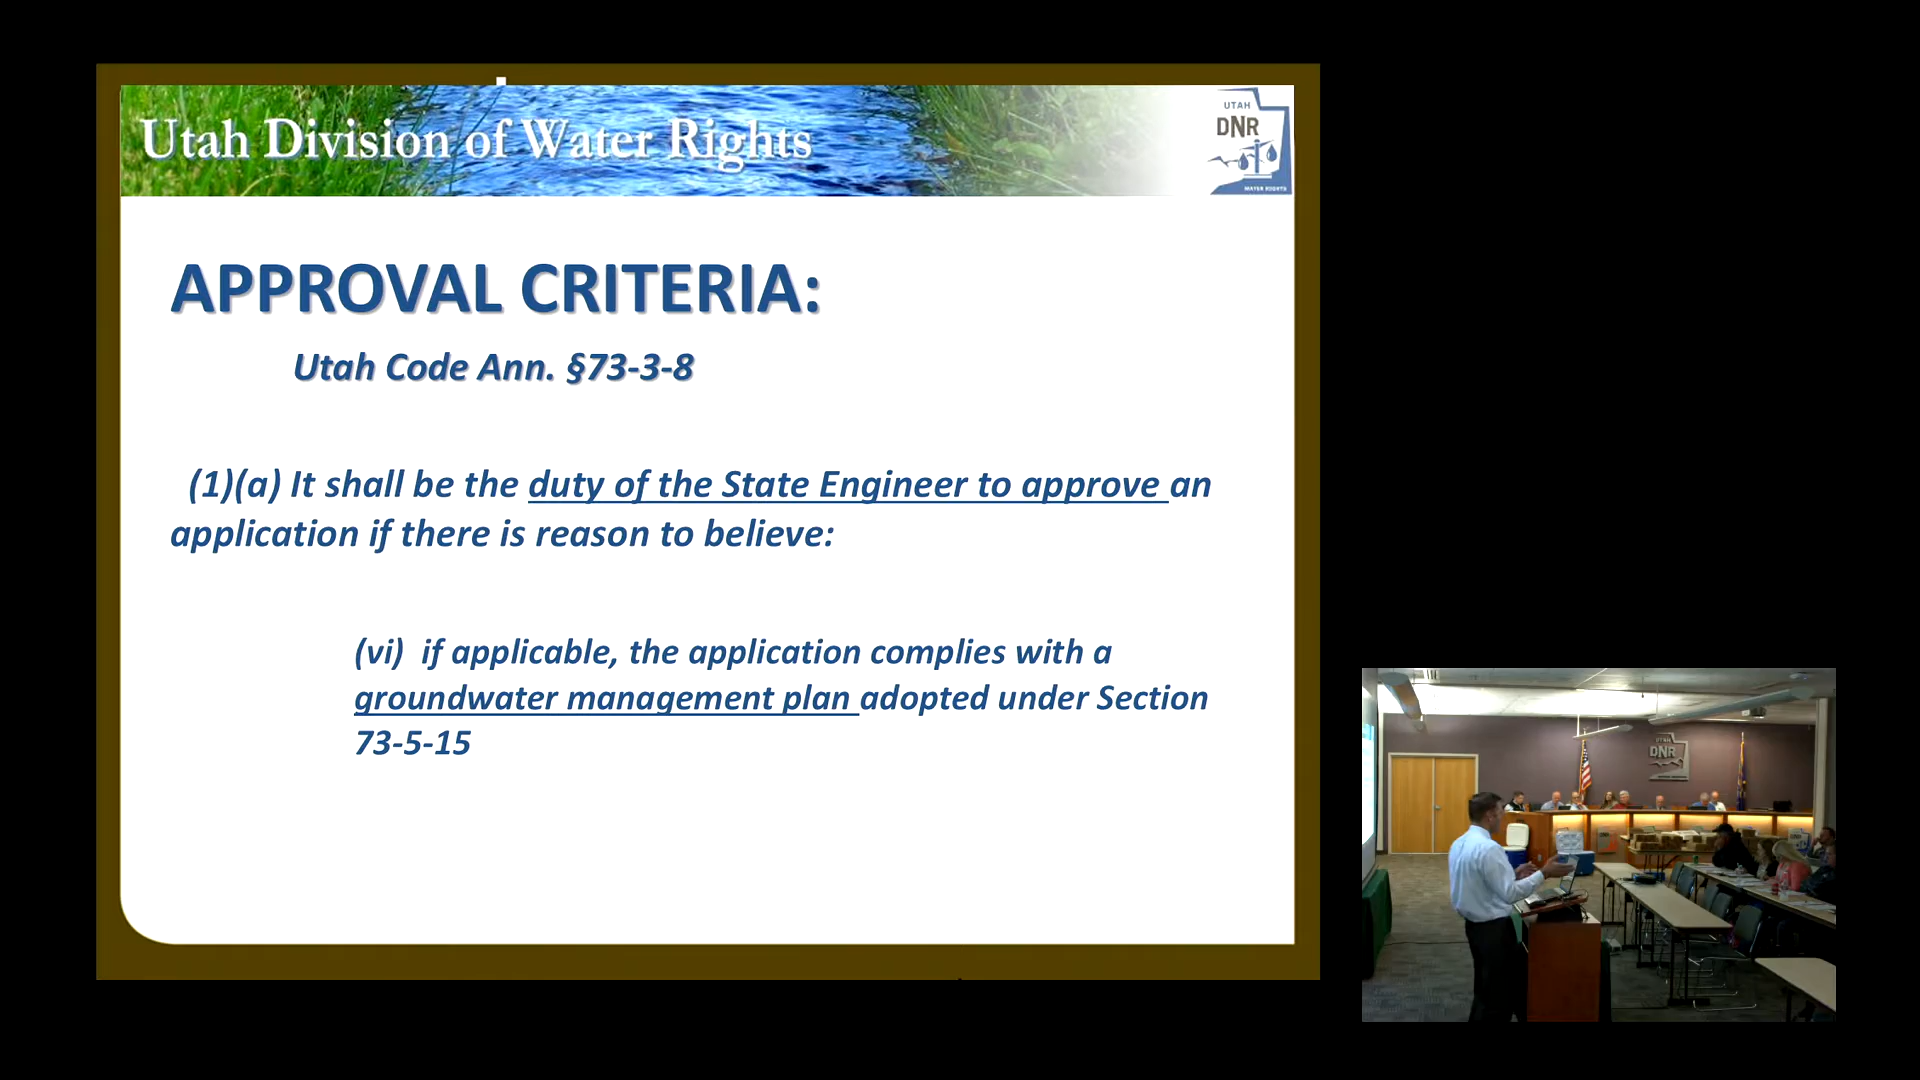 Utah Division of Water Rights
UTAH
DNR
WATER RIGHTS
APPROVAL CRITERIA:
Utah Code Ann. §73-3-8
(1)(a) It shall be the duty of the State Engineer to approve an
application if there is reason to believe:
(vi) if applicable, the application complies with a
groundwater management plan adopted under Section
73-5-15
UTAH
DNR